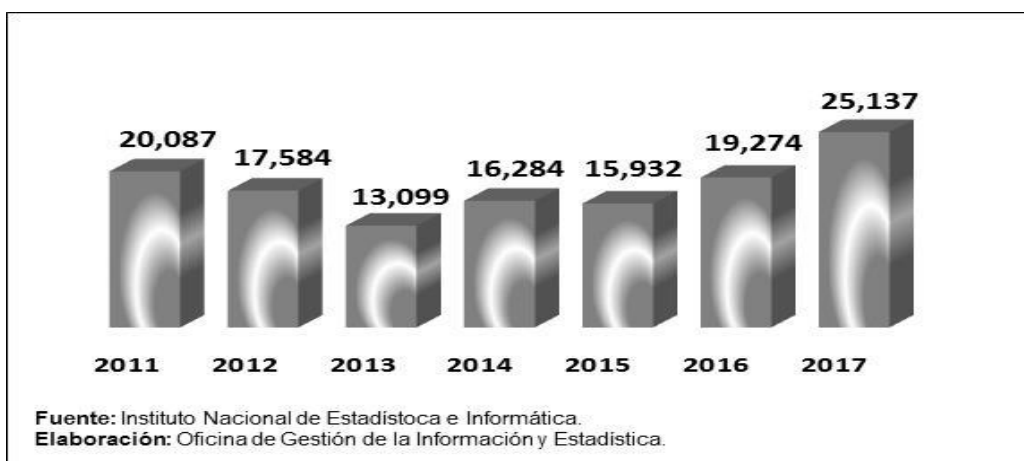 25,137
20,087
19,274
17,584
16,284
15,932
13,099
2011 2012 2013 2014 2015 2016 2017
Fuente: Instituto Nacional de Estadístoca e Informática.
Elaboración: Oficina de Gestión de la Información y Estadística.